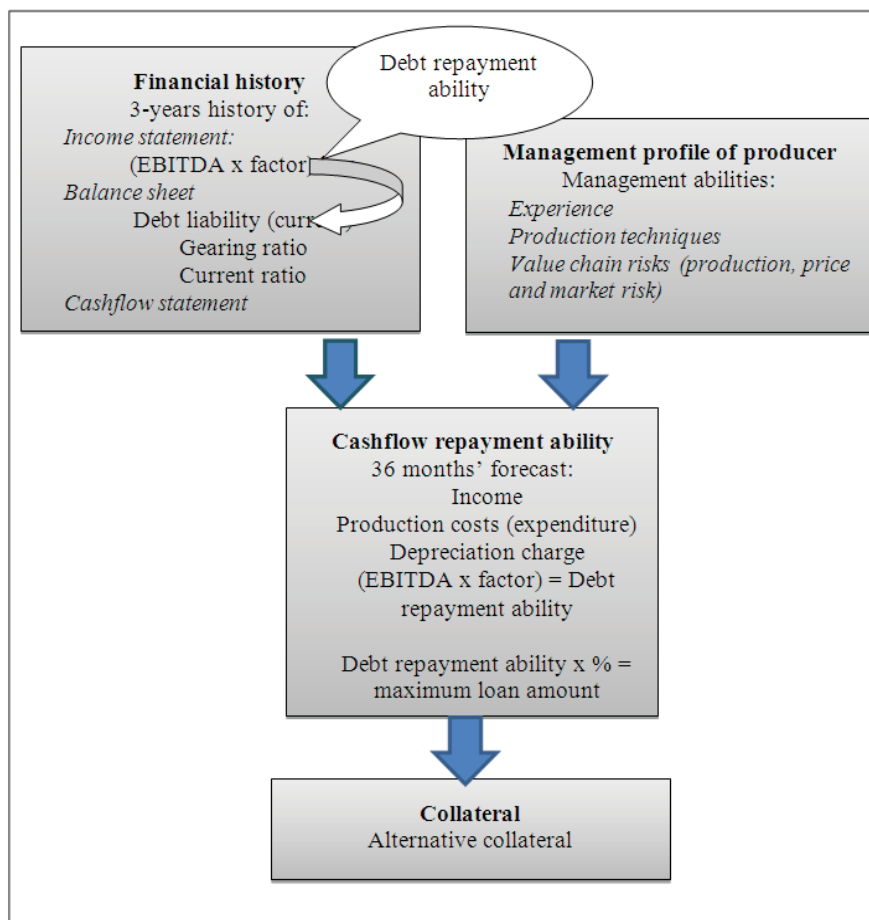 Debt repayment
ability
Financial history
3-years history of:
Income statement:
(EBITDA x factor)
Balance sheet
Debt liability (curr
Gearing ratio
Current ratio
Cashflow statement
Management profile of producer
Management abilities:
Experience
Production techniques
Value chain risks (production, price
and market risk)
Cashflow repayment ability
36 months’ forecast:
Income
Production costs (expenditure)
Depreciation charge
(EBITDA x factor) = Debt
repayment ability
Debt repayment ability x % =
maximum loan amount
Collateral
Alternative collateral